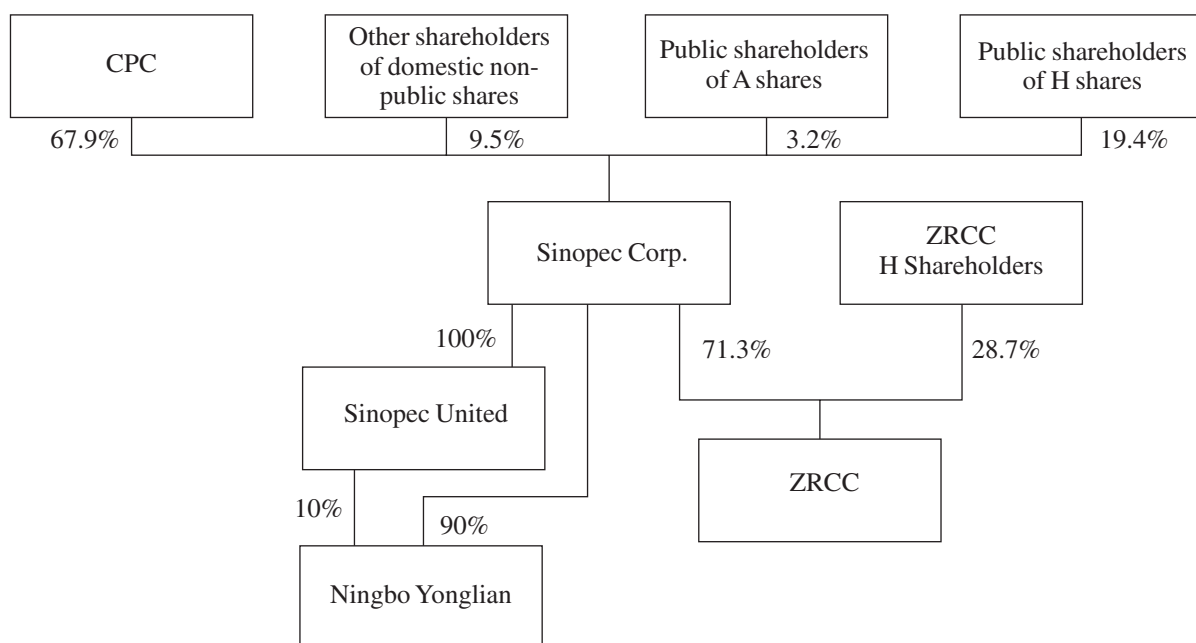 CPC
Other shareholders
of domestic non-
public shares
Public shareholders
of A shares
Public shareholders
of H shares
67.9%
9.5%
3.2%
19.4%
Sinopec Corp.
ZRCC
H Shareholders
100%
71.3%
28.7%
Sinopec United
ZRCC
10%
90%
Ningbo Yonglian